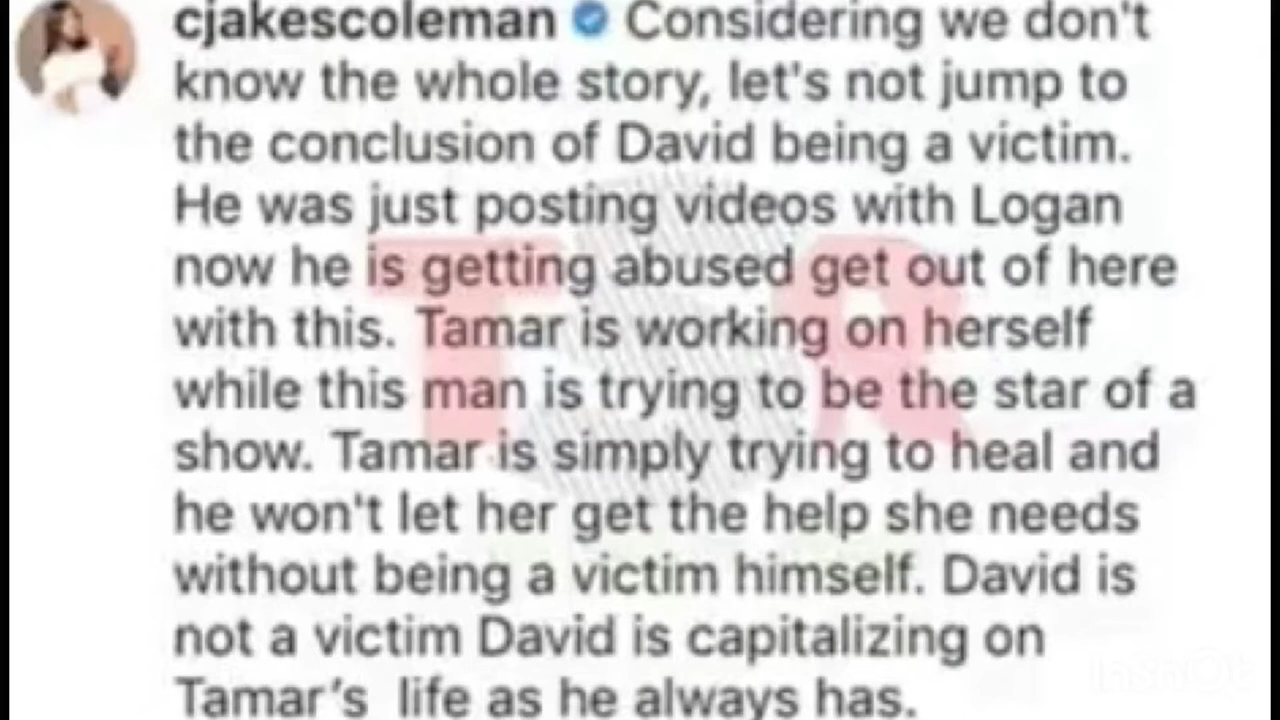 cjakescoleman Considering we don't
know the whole story, let's not jump to
the conclusion of David being a victim.
He was just posting videos with Logan
now he is getting abused get out of here
with this. Tamar is working on herself
while this man is trying to be the star of a
show. Tamar is simply trying to heal and
he won't let her get the help she needs
without being a victim himself. David is
not a victim David is capitalizing on
Tamar’s life as he always has.
TSR
InShOt